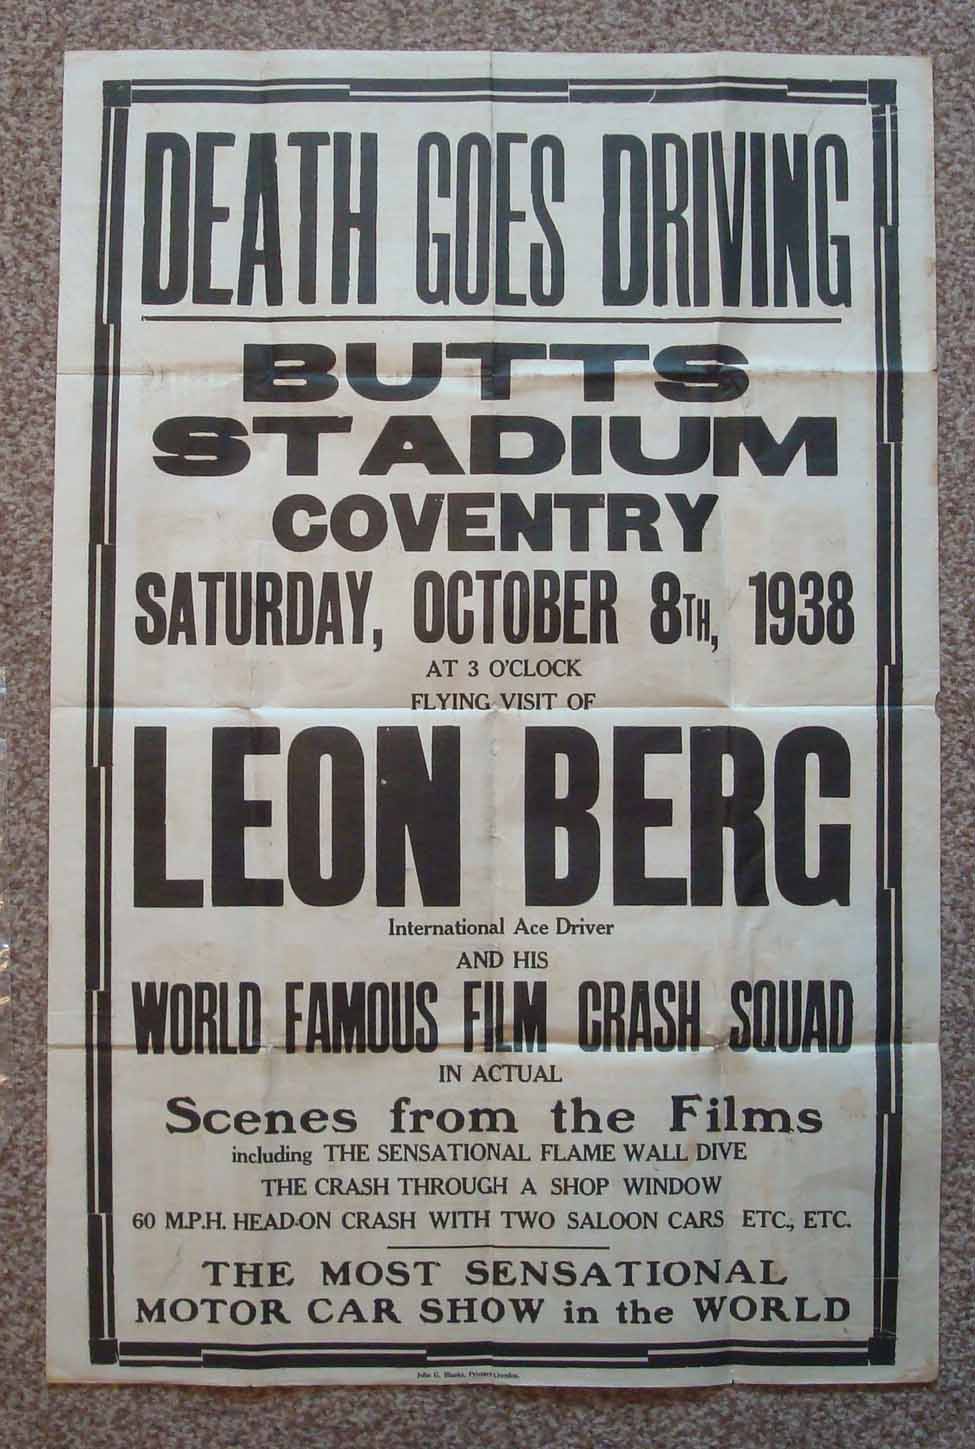 DEATH GOES DRIVING
BUTTS
STADIUM
COVENTRY
SATURDAY, OCTOBER 8TH, 1938
AT 3 O'CLOCK
FLYING VISIT OF
LEON BERG
International Ace Driver
AND HIS
WORLD FAMOUS FILM CRASH SQUAD
IN ACTUAL
Scenes from the Films
including THE SENSATIONAL FLAME WALL DIVE
THE CRASH THROUGH A SHOP WINDOW
60 M.P.H. HEAD-ON CRASH WITH TWO SALOON CARS ETC., ETC.
THE MOST SENSATIONAL
MOTOR CAR SHOW in the WORLD
John G. Printer, Croydon.